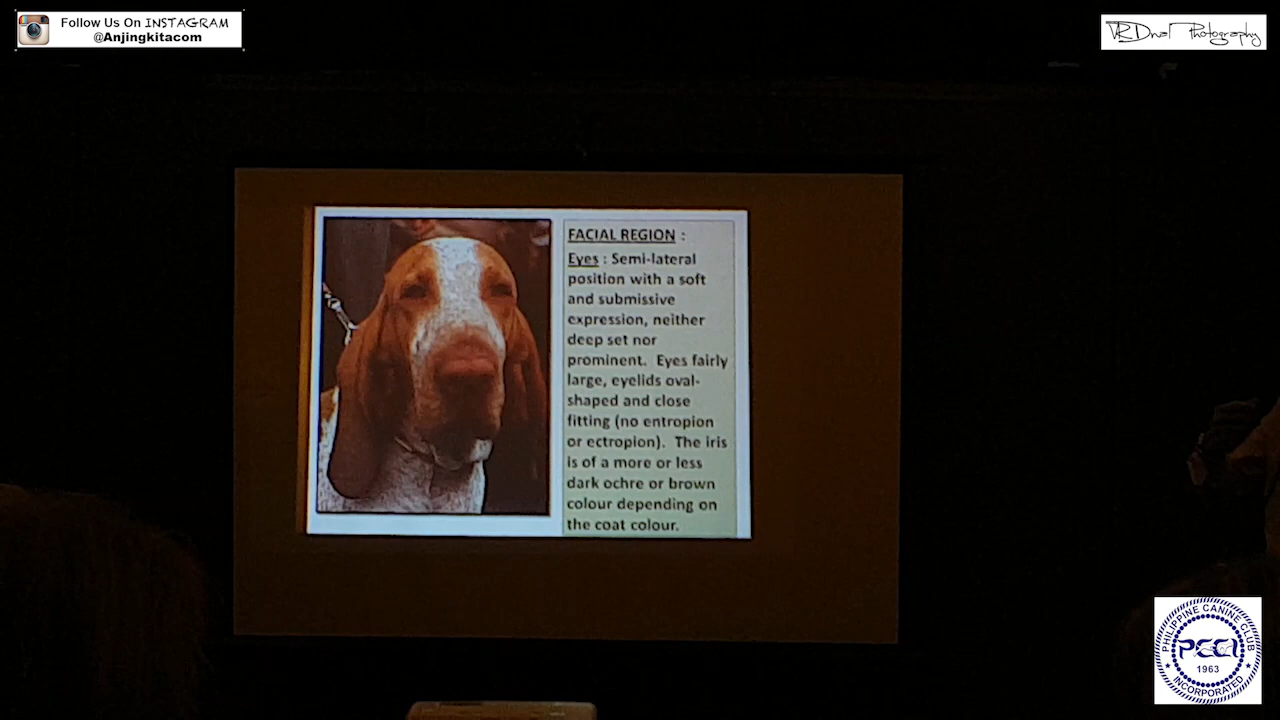 Follow Us On INSTAGRAM
@Anjingkitacom
VRDnal Photography
FACIAL REGION :
Eyes : Semi-lateral
position with a soft
and submissive
expression, neither
deep set nor
prominent. Eyes fairly
large, eyelids oval-
shaped and close
fitting (no entropion
or ectropion). The iris
is of a more or less
dark ochre or brown
colour depending on
the coat colour.
PHILIPPINE CANINE CLUB
PCCI
1963
INCORPORATED